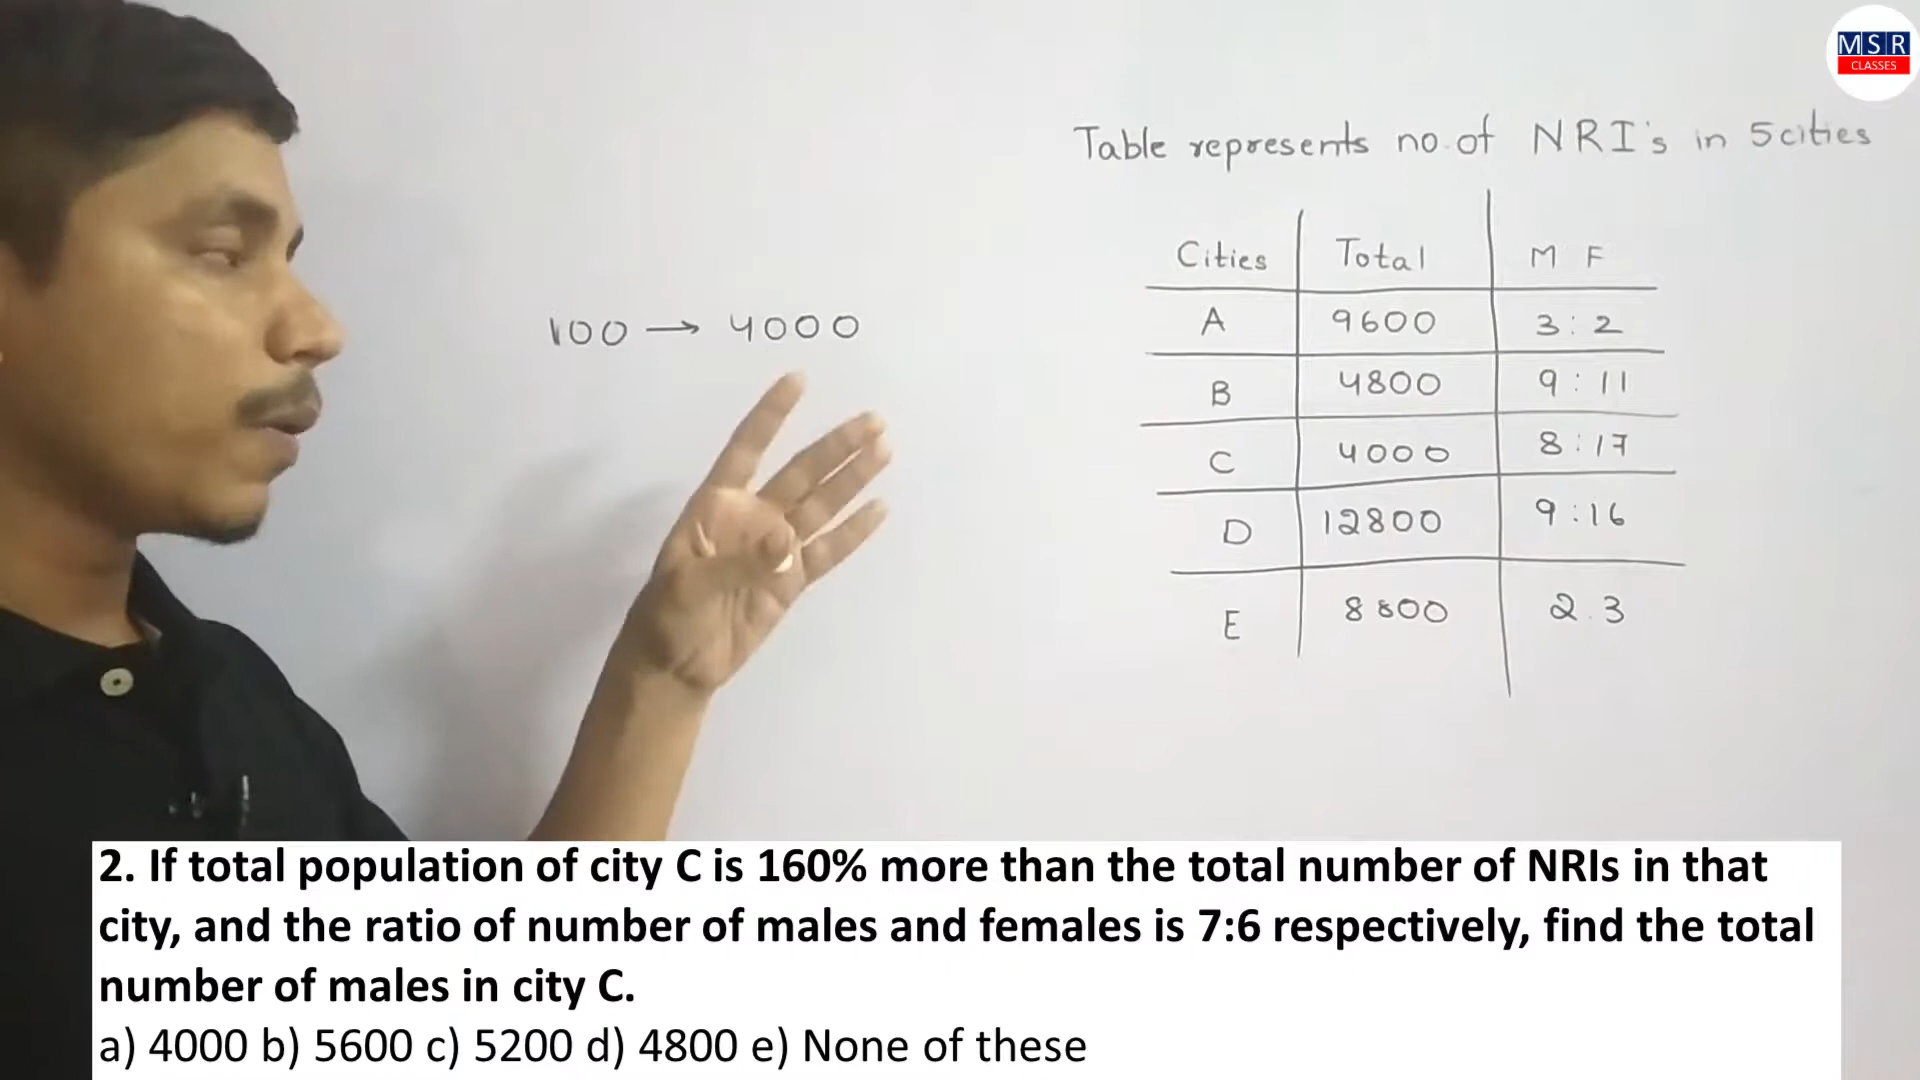 MSR
CLASSES
Table represents no. of NRI's in 5 cities
Cities Total M F
A 9600 3:2
B 4800 9:11
C 4000 8:17
D 12800 9:16
E 8800 2:3
100 → 4000
2. If total population of city C is 160% more than the total number of NRIs in that
city, and the ratio of number of males and females is 7:6 respectively, find the total
number of males in city C.
a) 4000 b) 5600 c) 5200 d) 4800 e) None of these